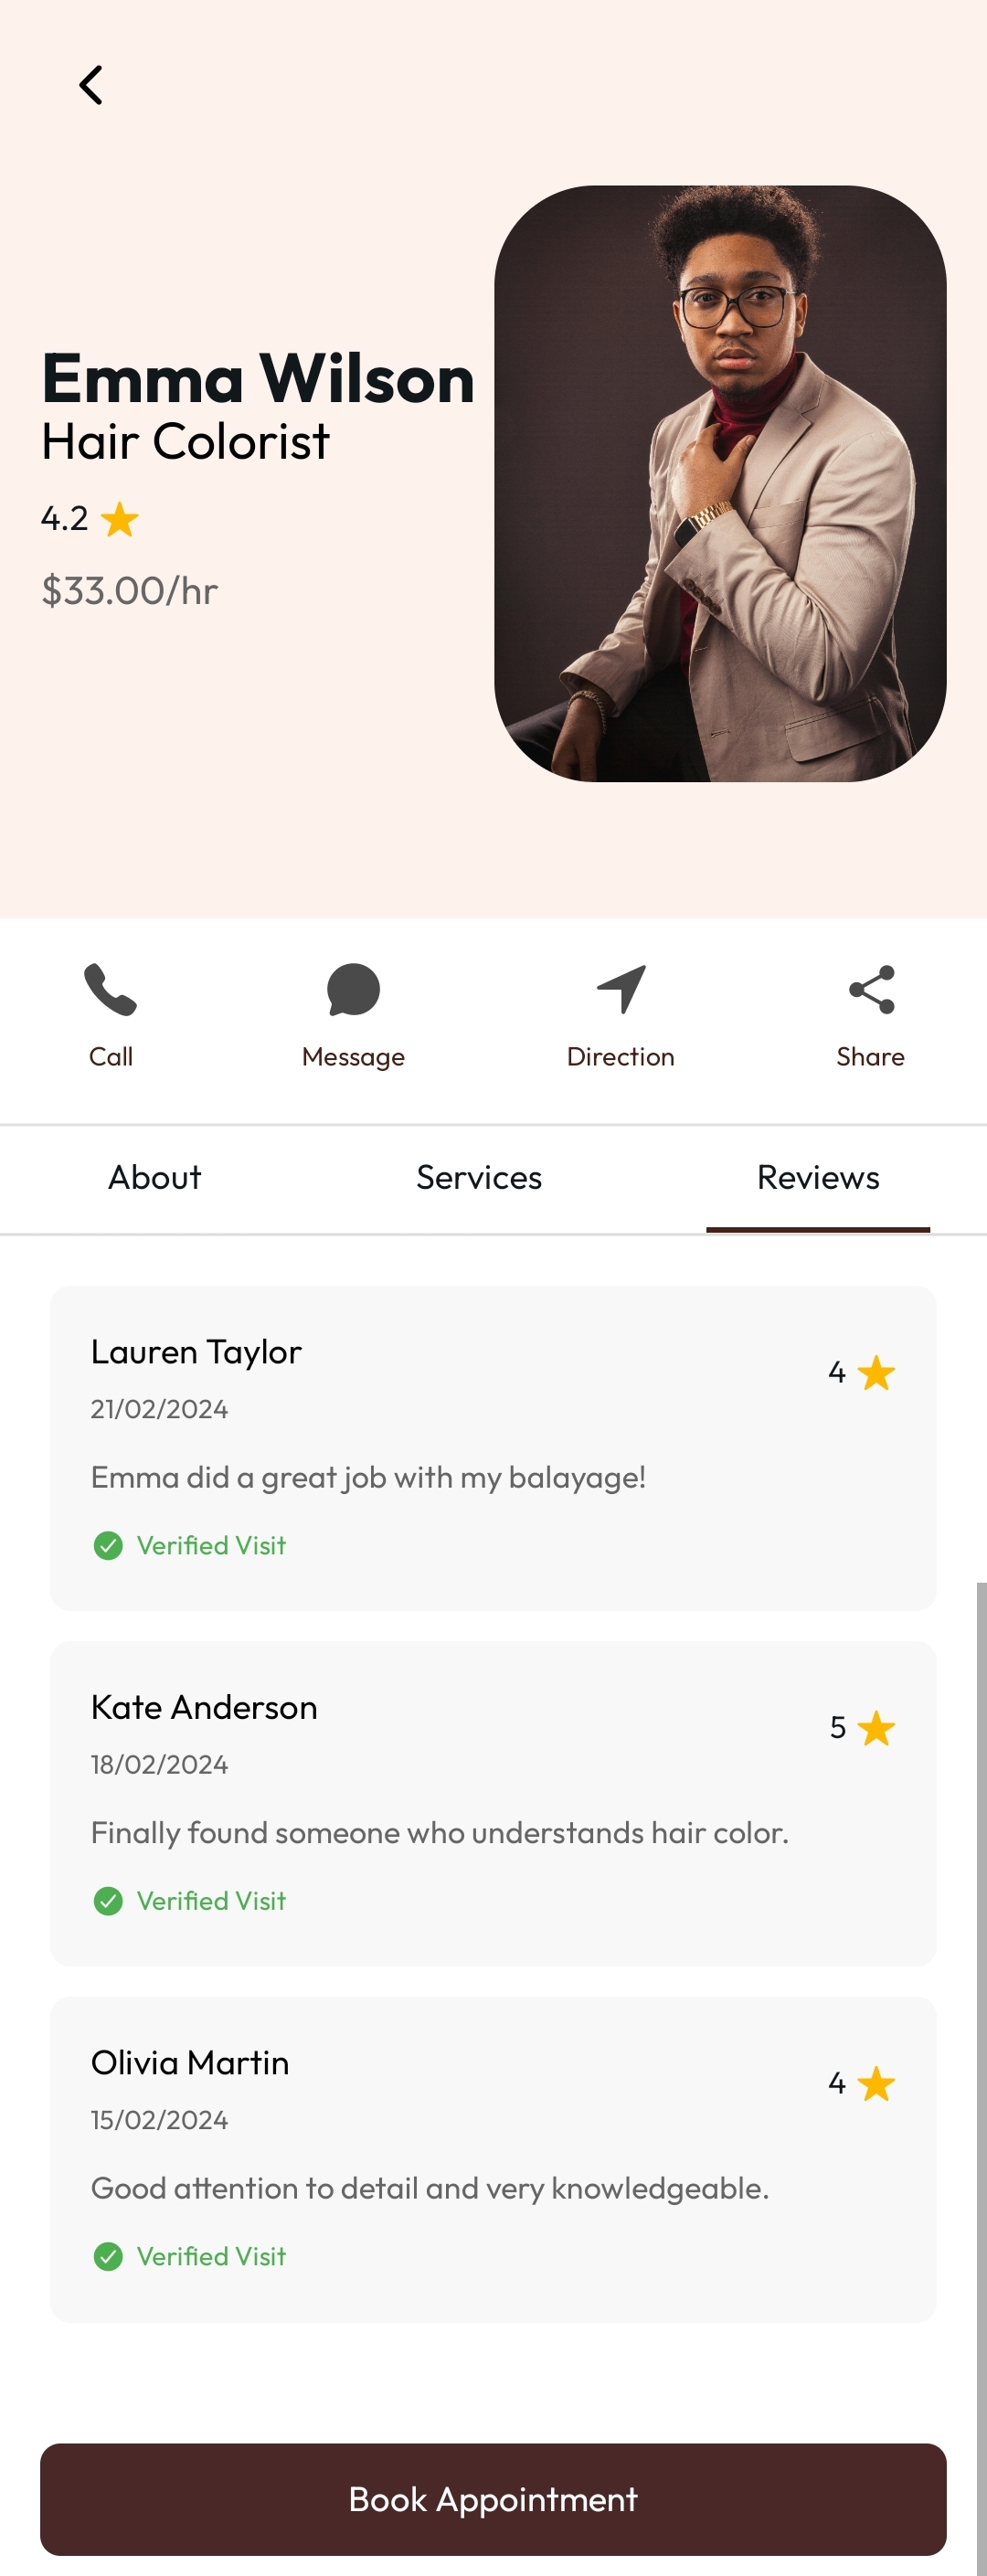 Emma Wilson
Hair Colorist
4.2
$33.00/hr
Call
Message
Direction
Share
About
Services
Reviews
Lauren Taylor
4
21/02/2024
Emma did a great job with my balayage!
Verified Visit
Kate Anderson
5
18/02/2024
Finally found someone who understands hair color.
Verified Visit
Olivia Martin
4
15/02/2024
Good attention to detail and very knowledgeable.
Verified Visit
Book Appointment